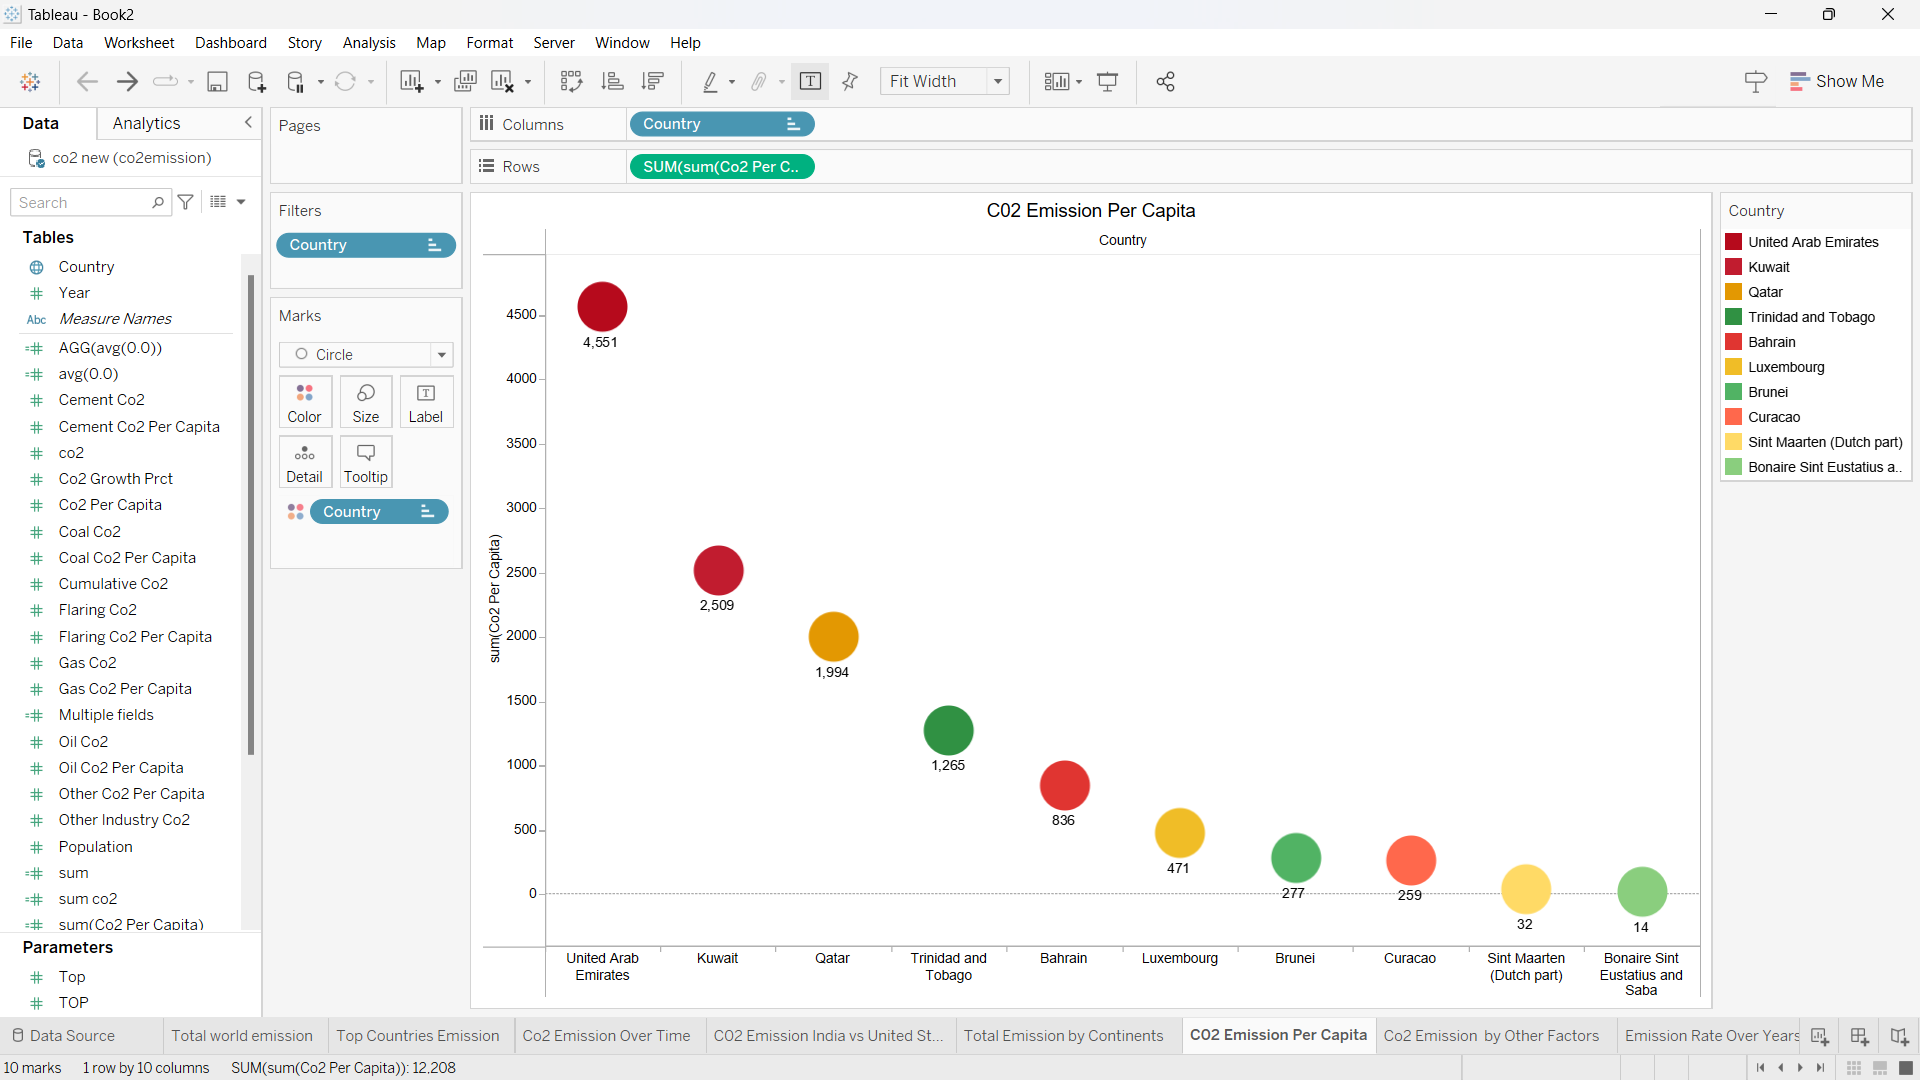 Tableau - Book2
File Data Worksheet Dashboard Story Analysis Map Format Server Window Help
Fit Width
Show Me
Data Analytics
co2 new (co2emission)
Search
Tables
Country
Year
Abc Measure Names
AGG(avg(0.0))
avg(0.0)
Cement Co2
Cement Co2 Per Capita
co2
Co2 Growth Prct
Co2 Per Capita
Coal Co2
Coal Co2 Per Capita
Cumulative Co2
Flaring Co2
Flaring Co2 Per Capita
Gas Co2
Gas Co2 Per Capita
Multiple fields
Oil Co2
Oil Co2 Per Capita
Other Co2 Per Capita
Other Industry Co2
Population
sum
sum co2
sum(Co2 Per Capita)
Parameters
Top
TOP
Pages
Filters
Country
Marks
Circle
Color Size Label
Detail Tooltip
Country
Columns Country
Rows SUM(sum(Co2 Per C..
C02 Emission Per Capita
Country
sum(Co2 Per Capita)
4500
4000
3500
3000
2500
2000
1500
1000
500
0
4,551
2,509
1,994
1,265
836
471
277
259
32
14
United Arab
Emirates
Kuwait
Qatar
Trinidad and
Tobago
Bahrain
Luxembourg
Brunei
Curacao
Sint Maarten
(Dutch part)
Bonaire Sint
Eustatius and
Saba
Country
United Arab Emirates
Kuwait
Qatar
Trinidad and Tobago
Bahrain
Luxembourg
Brunei
Curacao
Sint Maarten (Dutch part)
Bonaire Sint Eustatius a..
Data Source Total world emission Top Countries Emission Co2 Emission Over Time C02 Emission India vs United St... Total Emission by Continents C02 Emission Per Capita Co2 Emission by Other Factors Emission Rate Over Years
10 marks 1 row by 10 columns SUM(sum(Co2 Per Capita)): 12,208